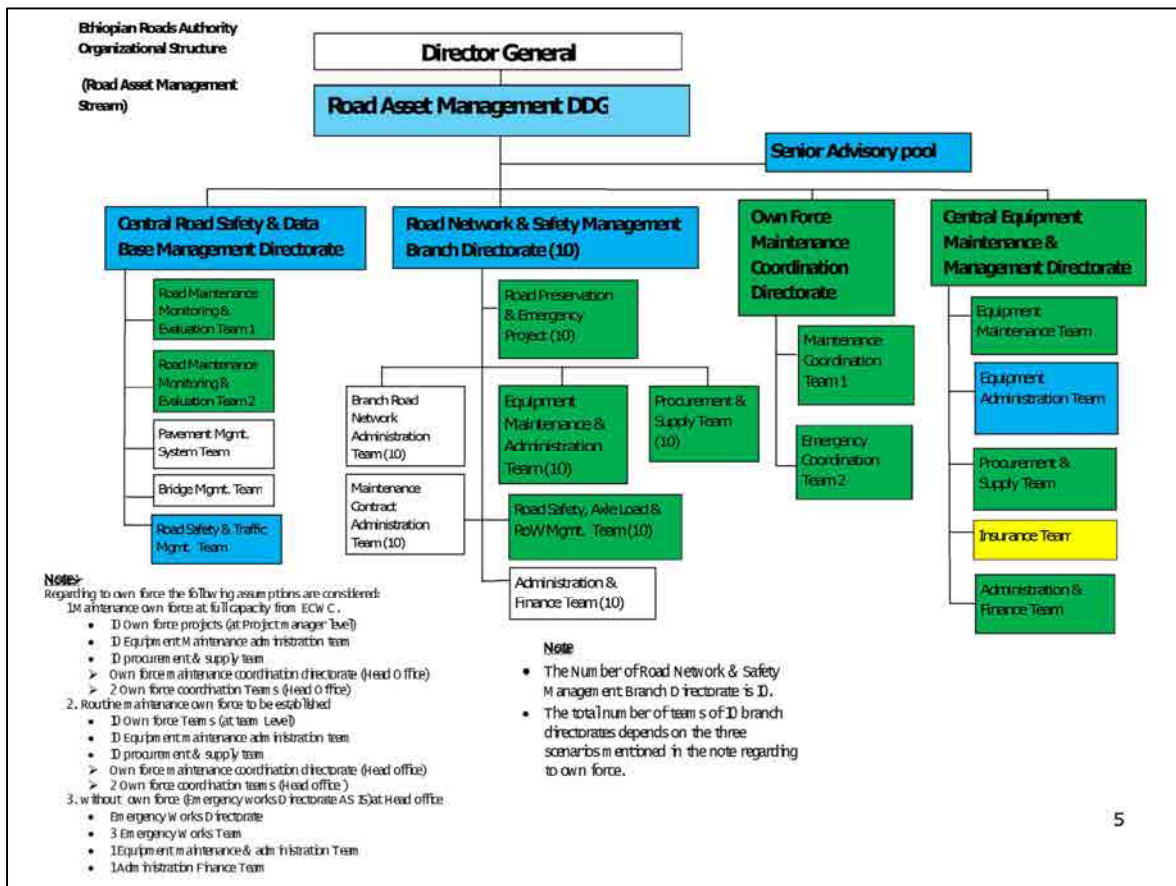 Ethiopian Roads Authority
Organizational Structure
(Road Asset Management
Stream)
Director General
Road Asset Management DDG
Senior Advisory pool
Central Road Safety & Data
Base Management Directorate
Road Maintenance
Monitoring &
Evaluation Team 1
Road Maintenance
Monitoring &
Evaluation Team 2
Pavement Mgmt.
System Team
Bridge Mgmt. Team
Road Safety & Traffic
Mgmt. Team
Road Network & Safety Management
Branch Directorate (10)
Road Preservation
& Emergency
Project (10)
Branch Road
Network
Administration
Team (10)
Equipment
Maintenance &
Administration
Team (10)
Procurement &
Supply Team
(10)
Maintenance
Contract
Administration
Team (10)
Road Safety, Axle Load &
RoW Mgmt. Team (10)
Administration &
Finance Team (10)
Own Force
Maintenance
Coordination
Directorate
Maintenance
Coordination
Team 1
Emergency
Coordination
Team 2
Central Equipment
Maintenance &
Management Directorate
Equipment
Maintenance Team
Equipment
Administration Team
Procurement &
Supply Team
Insurance Team
Administration &
Finance Team
Note:-
Regarding to own force the following assumptions are considered:
1.Maintenance own force at full capacity from ECWC.
• 10 Own force projects (at Project manager level)
• 10 Equipment Maintenance administration team
• 10 procurement & supply team
➢ Own force maintenance coordination directorate (Head Office)
➢ 2 Own force coordination Teams (Head Office)
2. Routine maintenance own force to be established
• 10 Own force Teams (at team Level)
• 10 Equipment maintenance administration team
• 10 procurement & supply team
➢ Own force maintenance coordination directorate (Head office)
➢ 2 Own force coordination teams (Head office )
3. without own force (Emergency works Directorate AS IS)at Head office
• Emergency Works Directorate
• 3 Emergency Works Team
• 1 Equipment maintenance & administration Team
• 1 Administration Finance Team
Note
• The Number of Road Network & Safety
Management Branch Directorate is 10.
• The total number of teams of 10 branch
directorates depends on the three
scenarios mentioned in the note regarding
to own force.
5